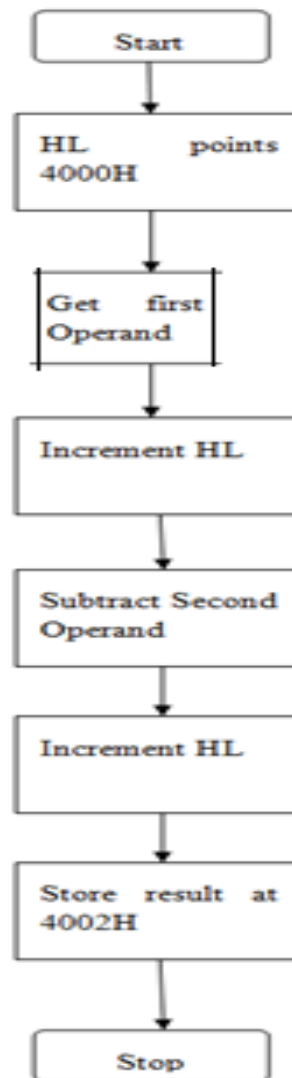 Start
HL points
4000H
Get first
Operand
Increment HL
Subtract Second
Operand
Increment HL
Store result at
4002H
Stop